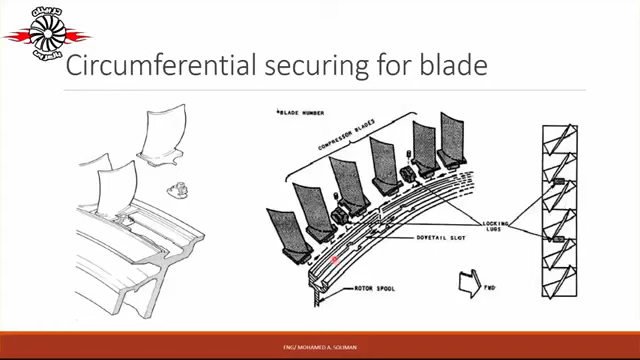 Circumferential securing for blade
*BLADE NUMBER
COMPRESSOR BLADES
LOCKING
LUGS
DOVETAIL SLOT
ROTOR SPOOL
FWD
ENG/ MOHAMED A. SOLIMAN